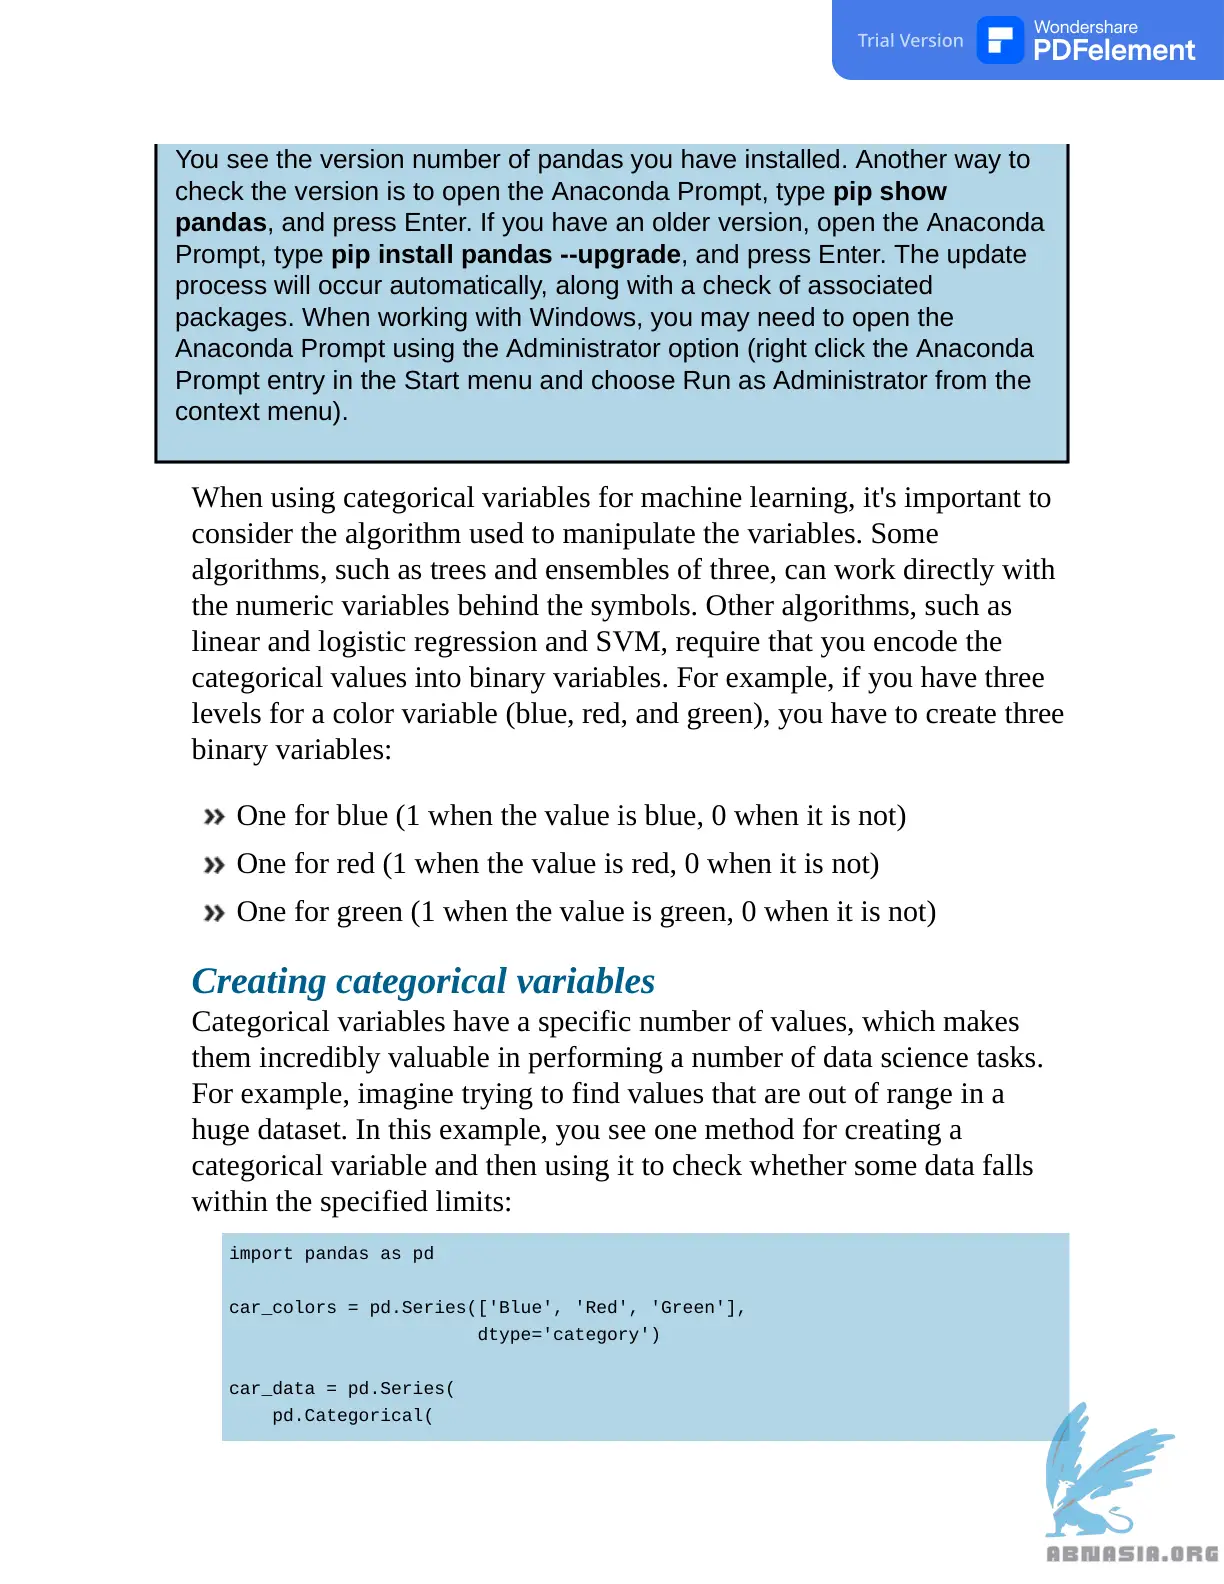 Trial Version
Wondershare
PDFelement
You see the version number of pandas you have installed. Another way to
check the version is to open the Anaconda Prompt, type pip show
pandas, and press Enter. If you have an older version, open the Anaconda
Prompt, type pip install pandas --upgrade, and press Enter. The update
process will occur automatically, along with a check of associated
packages. When working with Windows, you may need to open the
Anaconda Prompt using the Administrator option (right click the Anaconda
Prompt entry in the Start menu and choose Run as Administrator from the
context menu).
When using categorical variables for machine learning, it's important to
consider the algorithm used to manipulate the variables. Some
algorithms, such as trees and ensembles of three, can work directly with
the numeric variables behind the symbols. Other algorithms, such as
linear and logistic regression and SVM, require that you encode the
categorical values into binary variables. For example, if you have three
levels for a color variable (blue, red, and green), you have to create three
binary variables:
» One for blue (1 when the value is blue, 0 when it is not)
» One for red (1 when the value is red, 0 when it is not)
» One for green (1 when the value is green, 0 when it is not)
Creating categorical variables
Categorical variables have a specific number of values, which makes
them incredibly valuable in performing a number of data science tasks.
For example, imagine trying to find values that are out of range in a
huge dataset. In this example, you see one method for creating a
categorical variable and then using it to check whether some data falls
within the specified limits:
import pandas as pd
car_colors = pd.Series(['Blue', 'Red', 'Green'],
                       dtype='category')
car_data = pd.Series(
    pd.Categorical(
ABNASIA.ORG